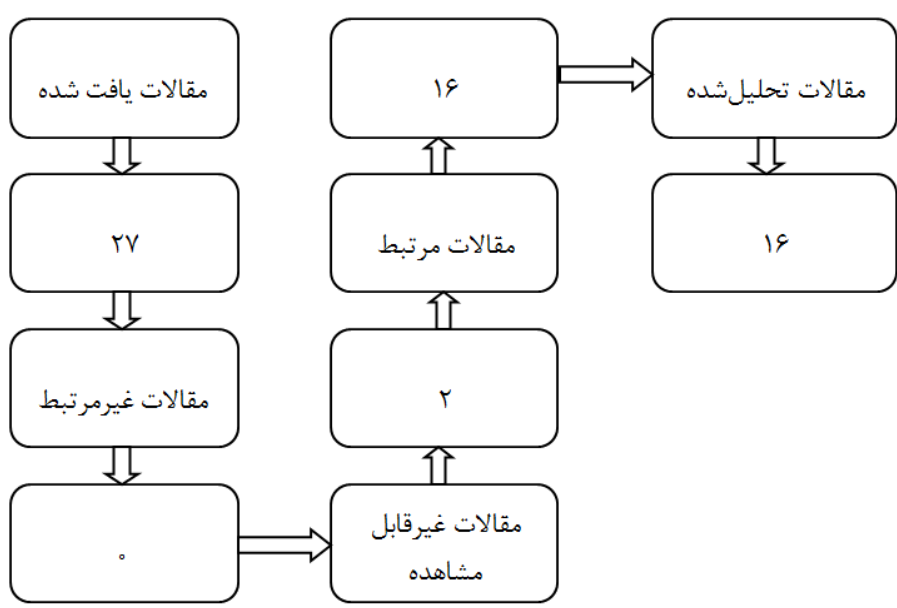 مقالات یافت شده
۲۷
مقالات غیرمرتبط
۰
مقالات غیرقابل
مشاهده
۲
مقالات مرتبط
۱۶
مقالات تحلیل‌شده
۱۶